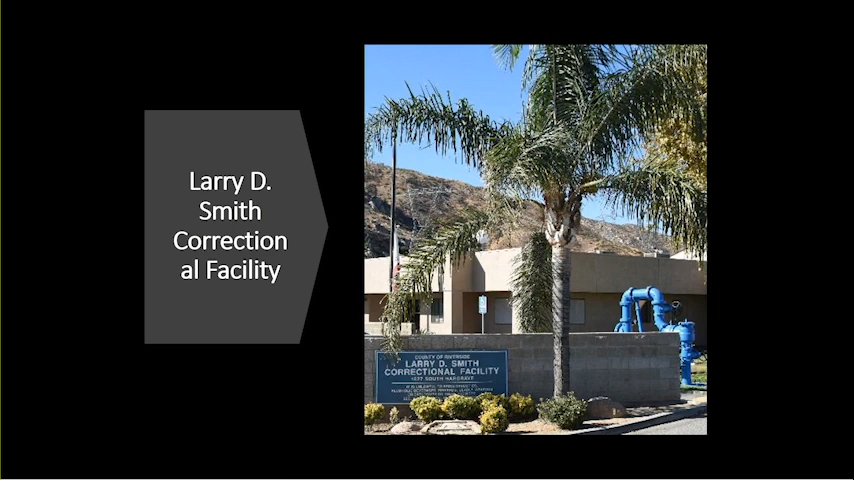 Larry D.
Smith
Correction
al Facility
COUNTY OF RIVERSIDE
LARRY D. SMITH
CORRECTIONAL FACILITY
1627 SOUTH HARGRAVE